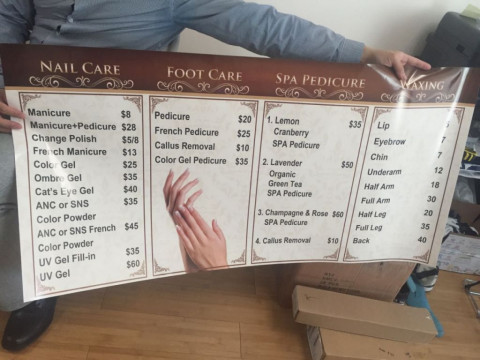 NAIL CARE
Manicure $8
Manicure+Pedicure $28
Change Polish $5/8
French Manicure $13
Color Gel $25
Ombre Gel $35
Cat's Eye Gel $40
ANC or SNS $35
Color Powder
ANC or SNS French $45
Color Powder
UV Gel Fill-in $35
UV Gel $60
FOOT CARE
Pedicure $20
French Pedicure $25
Callus Removal $10
Color Gel Pedicure $35
SPA PEDICURE
1. Lemon $35
Cranberry
SPA Pedicure
2. Lavender $50
Organic
Green Tea
SPA Pedicure
3. Champagne & Rose $60
SPA Pedicure
4. Callus Removal $10
WAXING
Lip
Eyebrow 7
Chin 7
Underarm 12
Half Arm 18
Full Arm 30
Half Leg 20
Full Leg 35
Back 40